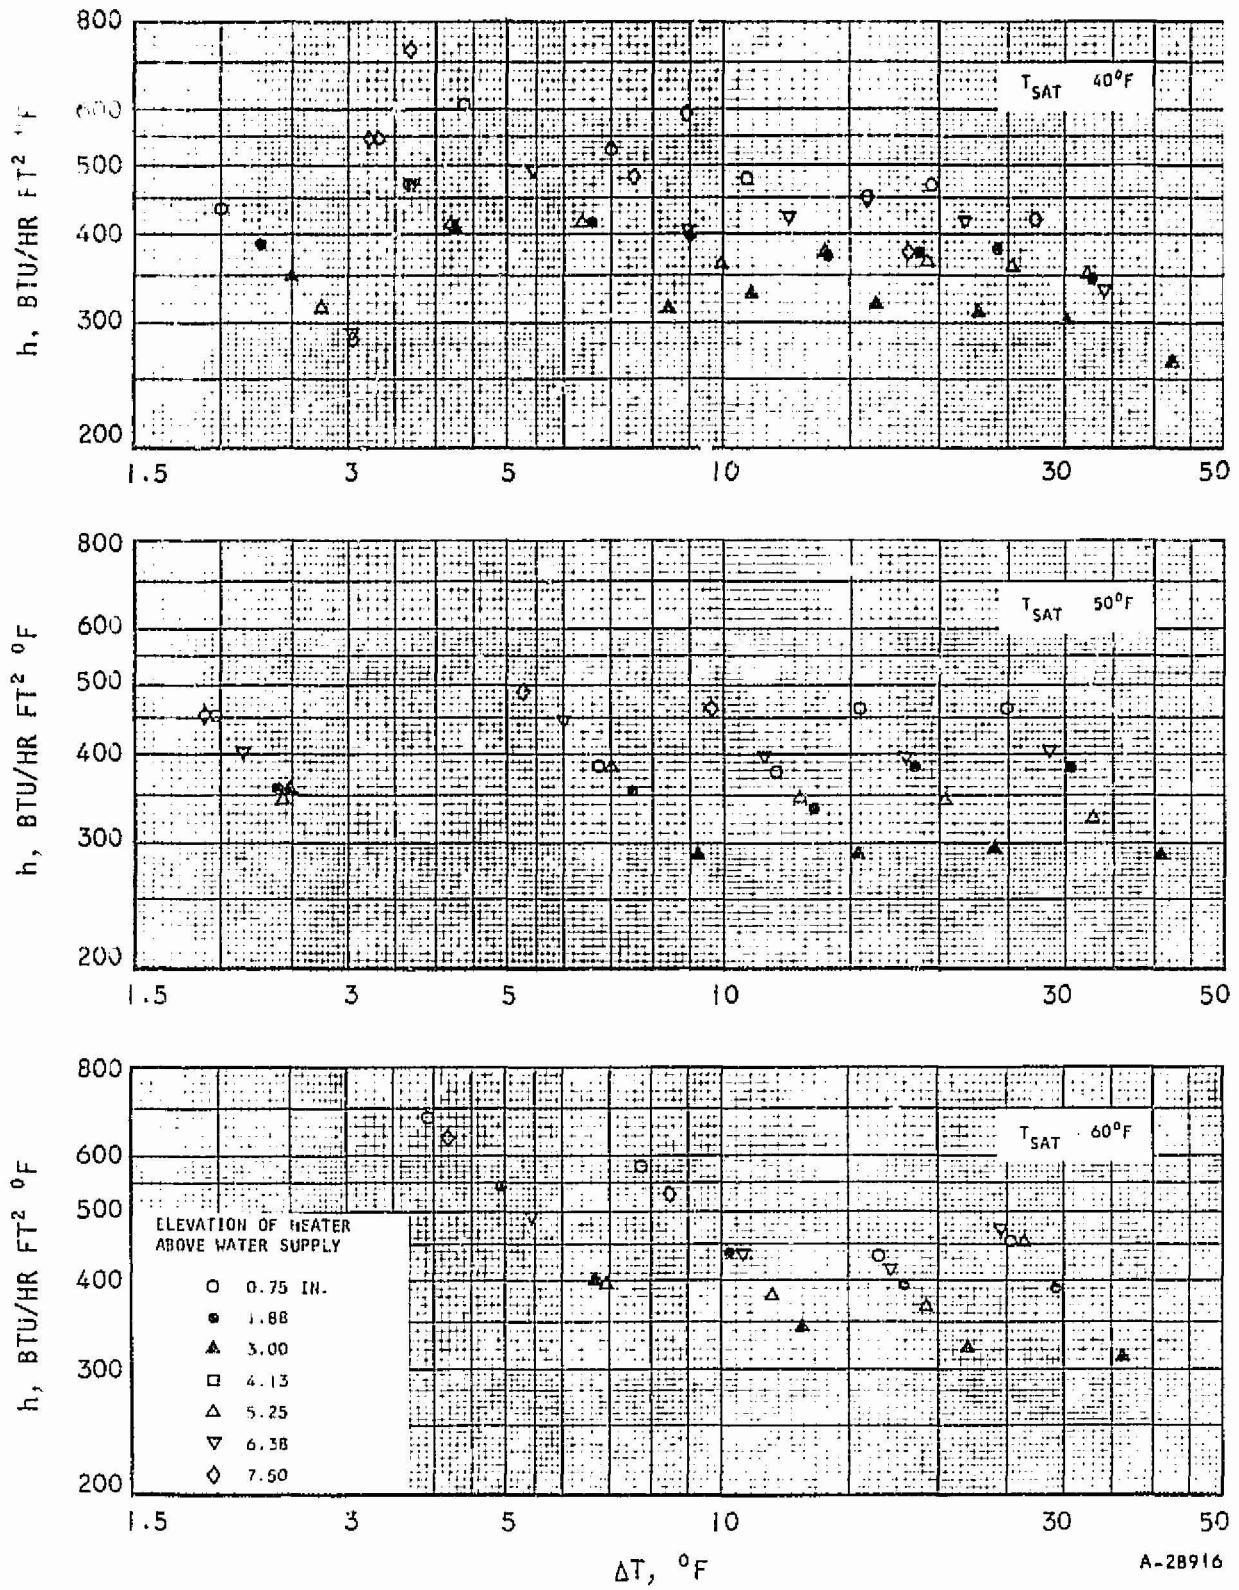 800
600
500
400
300
200
h, BTU/HR FT² °F
T_SAT 40°F
1.5 3 5 10 30 50
800
600
500
400
300
200
h, BTU/HR FT² °F
T_SAT 50°F
1.5 3 5 10 30 50
800
600
500
400
300
200
h, BTU/HR FT² °F
T_SAT 60°F
ELEVATION OF HEATER
ABOVE WATER SUPPLY
0.75 IN.
1.88
3.00
4.13
5.25
6.38
7.50
1.5 3 5 10 30 50
ΔT, °F
A-28916